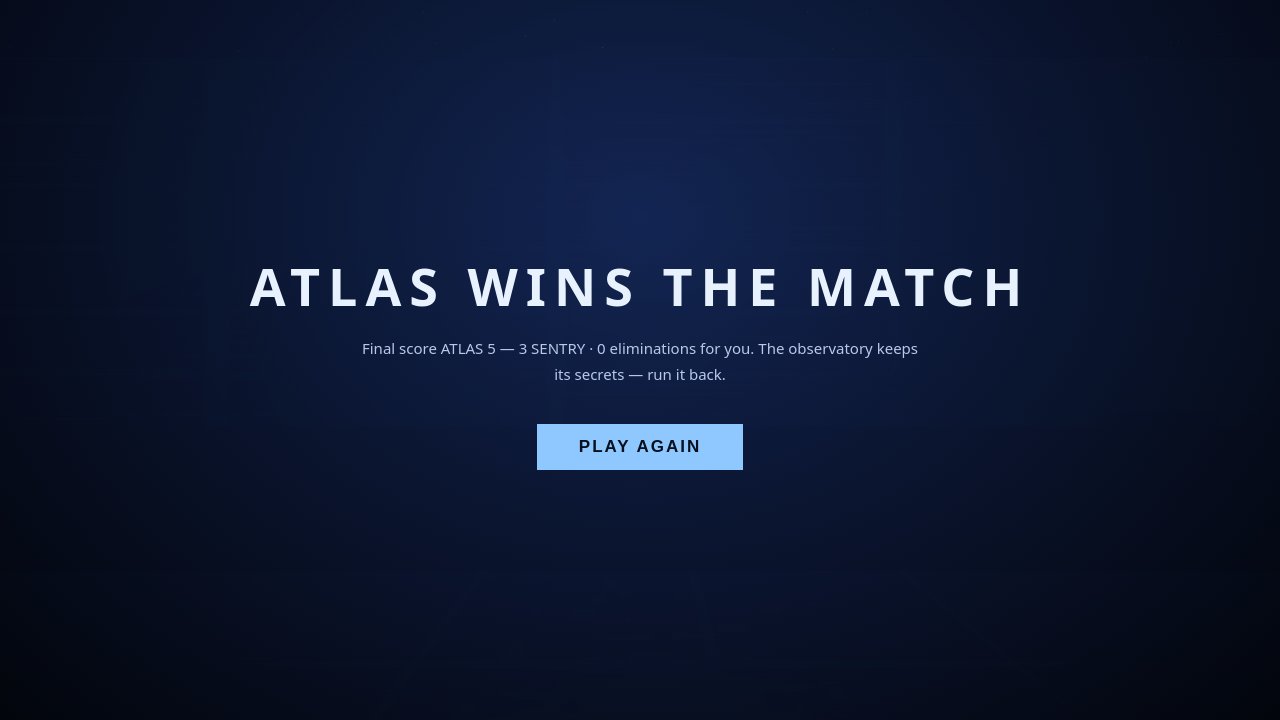 ATLAS WINS THE MATCH
Final score ATLAS 5 — 3 SENTRY · 0 eliminations for you. The observatory keeps
its secrets — run it back.
PLAY AGAIN